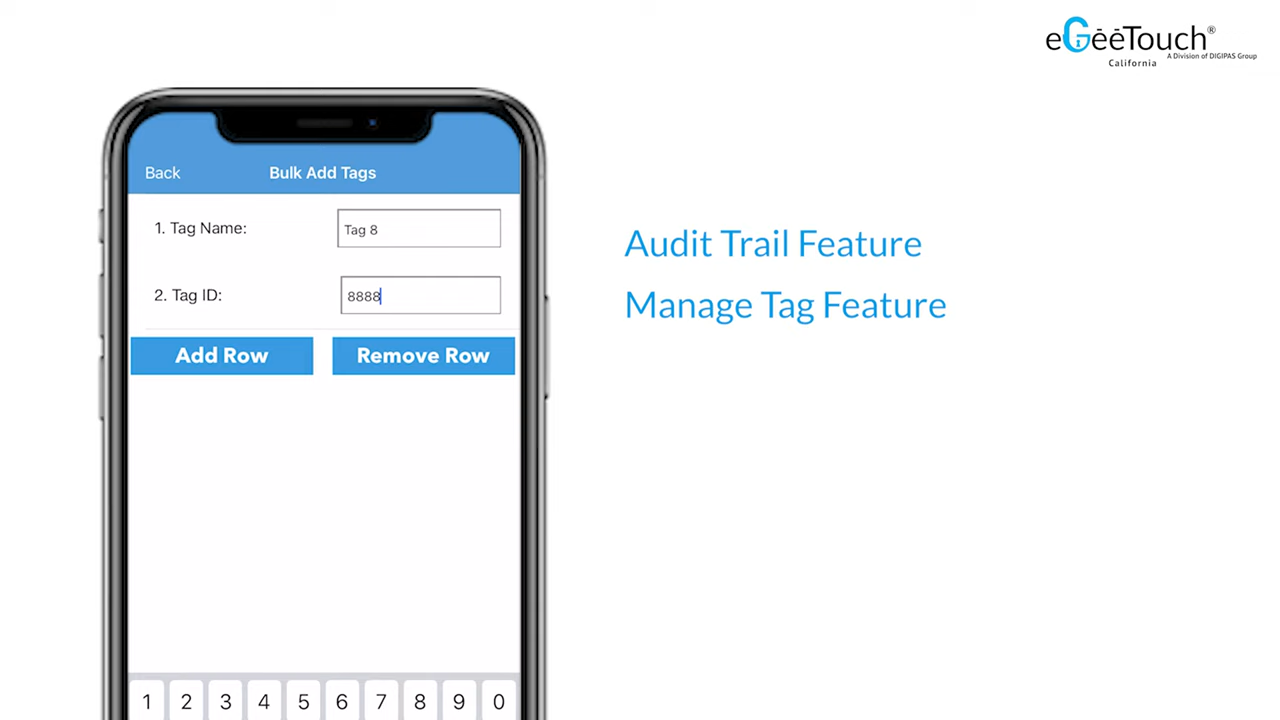 eGēēTouch®
A Division of DIGIPAS Group
California
Back
Bulk Add Tags
1. Tag Name:
Tag 8
2. Tag ID:
8888
Add Row
Remove Row
1 2 3 4 5 6 7 8 9 0
Audit Trail Feature
Manage Tag Feature